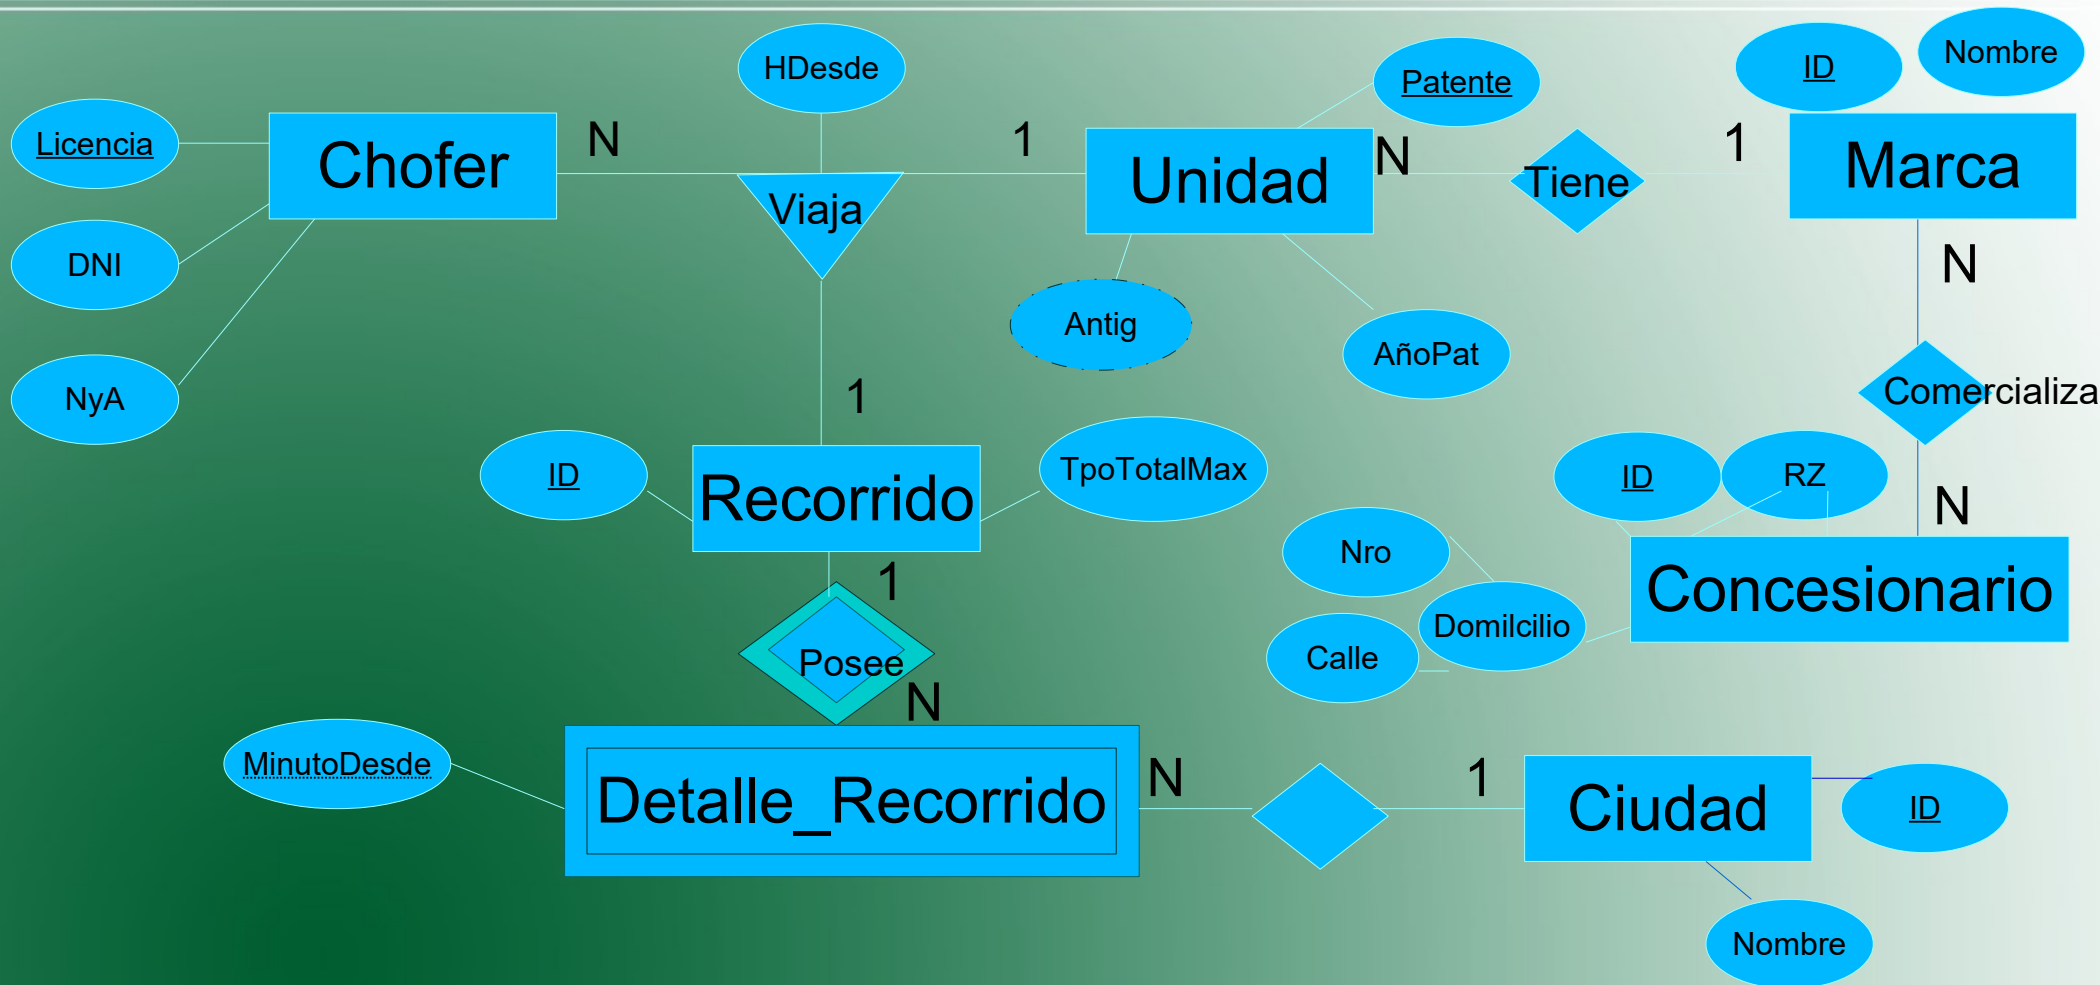 HDesde
ID
Nombre
Patente
Licencia
Chofer
N
1
Unidad
N
Tiene
1
Marca
Viaja
DNI
N
Antig
AñoPat
NyA
1
Comercializa
ID
Recorrido
TpoTotalMax
ID
RZ
N
Nro
1
Concesionario
Domilcilio
Calle
Posee
N
MinutoDesde
Detalle_Recorrido
N
1
Ciudad
ID
Nombre